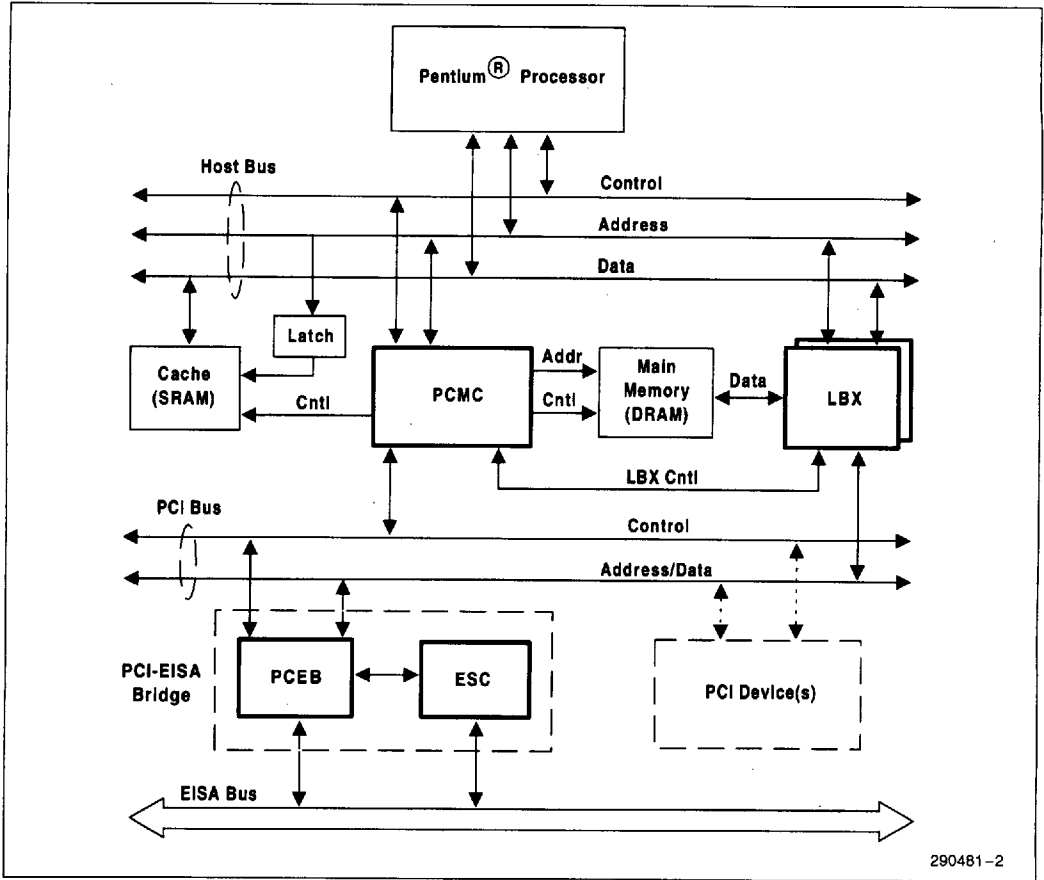 Pentium® Processor
Host Bus
Control
Address
Data
Latch
Cache
(SRAM)
Cntl
PCMC
Addr
Cntl
Main
Memory
(DRAM)
Data
LBX
LBX Cntl
PCI Bus
Control
Address/Data
PCI-EISA
Bridge
PCEB
ESC
PCI Device(s)
EISA Bus
290481-2